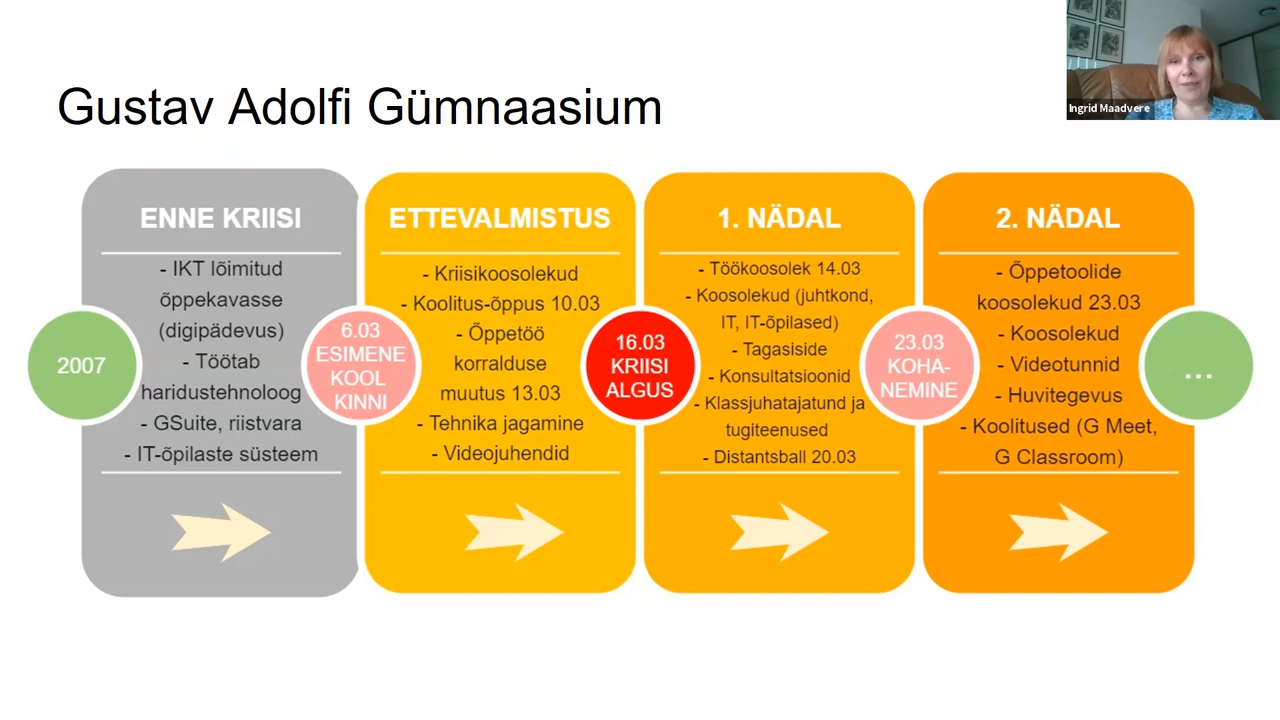 Ingrid Maadvere
Gustav Adolfi Gümnaasium
2007
ENNE KRIISI
- IKT lõimitud
õppekavasse
(digipädevus)
- Töötab
haridustehnoloog
- GSuite, riistvara
- IT-õpilaste süsteem
6.03
ESIMENE
KOOL
KINNI
ETTEVALMISTUS
- Kriisikoosolekud
- Koolitus-õppus 10.03
- Õppetöö
korralduse
muutus 13.03
- Tehnika jagamine
- Videojuhendid
16.03
KRIISI
ALGUS
1. NÄDAL
- Töökoosolek 14.03
- Koosolekud (juhtkond,
IT, IT-õpilased)
- Tagasiside
- Konsultatsioonid
- Klassjuhatajatund ja
tugiteenused
- Distantsball 20.03
23.03
KOHA-
NEMINE
2. NÄDAL
- Õppetoolide
koosolekud 23.03
- Koosolekud
- Videotunnid
- Huvitegevus
- Koolitused (G Meet,
G Classroom)
...